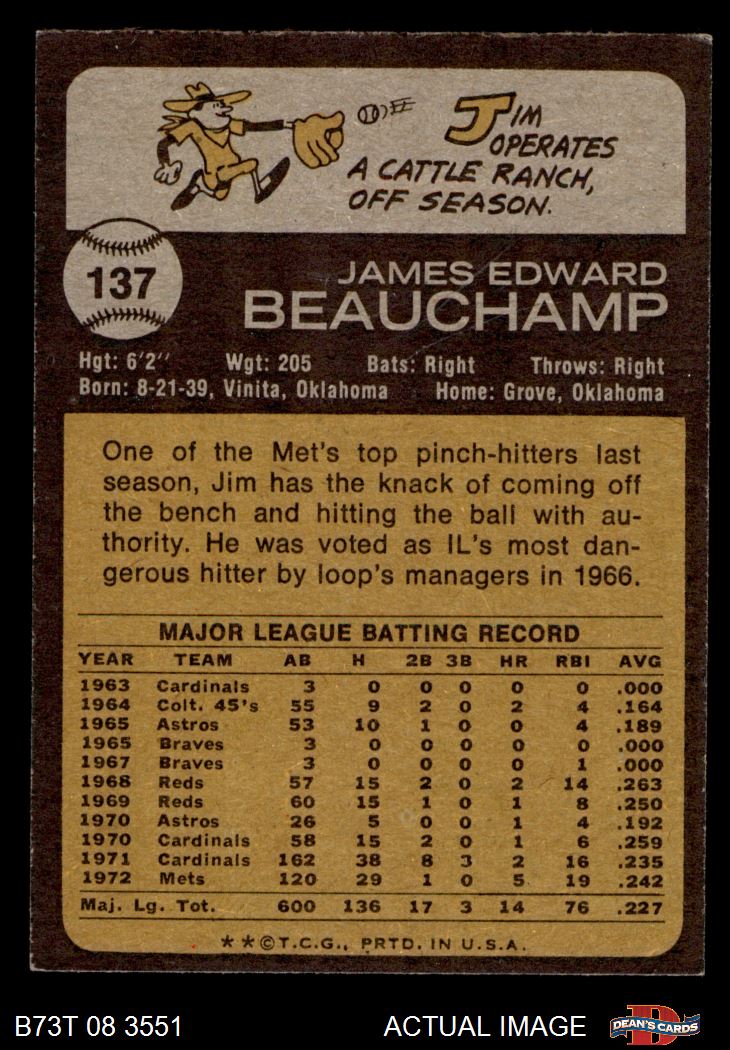 JIM
OPERATES
A CATTLE RANCH,
OFF SEASON.
137
JAMES EDWARD
BEAUCHAMP
Hgt: 6'2" Wgt: 205 Bats: Right Throws: Right
Born: 8-21-39, Vinita, Oklahoma Home: Grove, Oklahoma
One of the Met's top pinch-hitters last
season, Jim has the knack of coming off
the bench and hitting the ball with au-
thority. He was voted as IL's most dan-
gerous hitter by loop's managers in 1966.
MAJOR LEAGUE BATTING RECORD
YEAR TEAM AB H 2B 3B HR RBI AVG
1963 Cardinals 3 0 0 0 0 0 .000
1964 Colt. 45's 55 9 2 0 2 4 .164
1965 Astros 53 10 1 0 0 4 .189
1965 Braves 3 0 0 0 0 0 .000
1967 Braves 3 0 0 0 0 1 .000
1968 Reds 57 15 2 0 2 14 .263
1969 Reds 60 15 1 0 1 8 .250
1970 Astros 26 5 0 0 1 4 .192
1970 Cardinals 58 15 2 0 1 6 .259
1971 Cardinals 162 38 8 3 2 16 .235
1972 Mets 120 29 1 0 5 19 .242
Maj. Lg. Tot. 600 136 17 3 14 76 .227
* * © T.C.G., PRTD. IN U.S.A.
B73T 08 3551 ACTUAL IMAGE DEAN'S CARDS